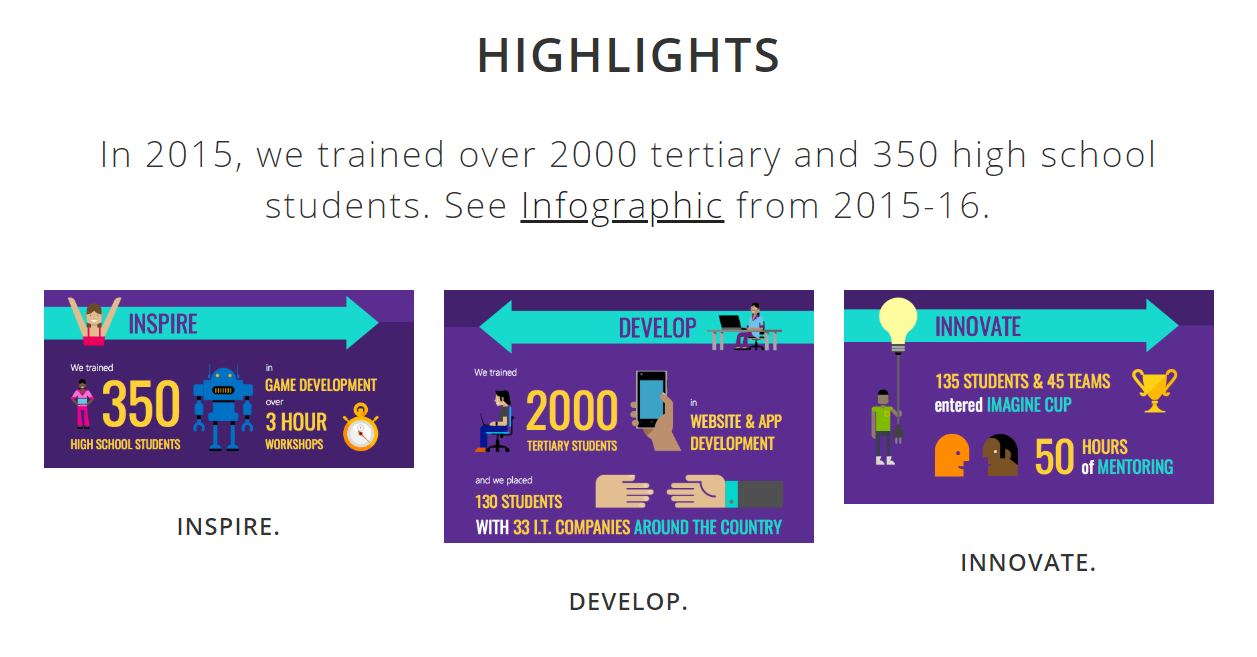 HIGHLIGHTS
In 2015, we trained over 2000 tertiary and 350 high school
students. See Infographic from 2015-16.
INSPIRE
We trained
350
HIGH SCHOOL STUDENTS
in
GAME DEVELOPMENT
over
3 HOUR
WORKSHOPS
INSPIRE.
DEVELOP
We trained
2000
TERTIARY STUDENTS
in
WEBSITE & APP
DEVELOPMENT
and we placed
130 STUDENTS
WITH 33 I.T. COMPANIES AROUND THE COUNTRY
DEVELOP.
INNOVATE
135 STUDENTS & 45 TEAMS
entered IMAGINE CUP
50 HOURS
of MENTORING
INNOVATE.